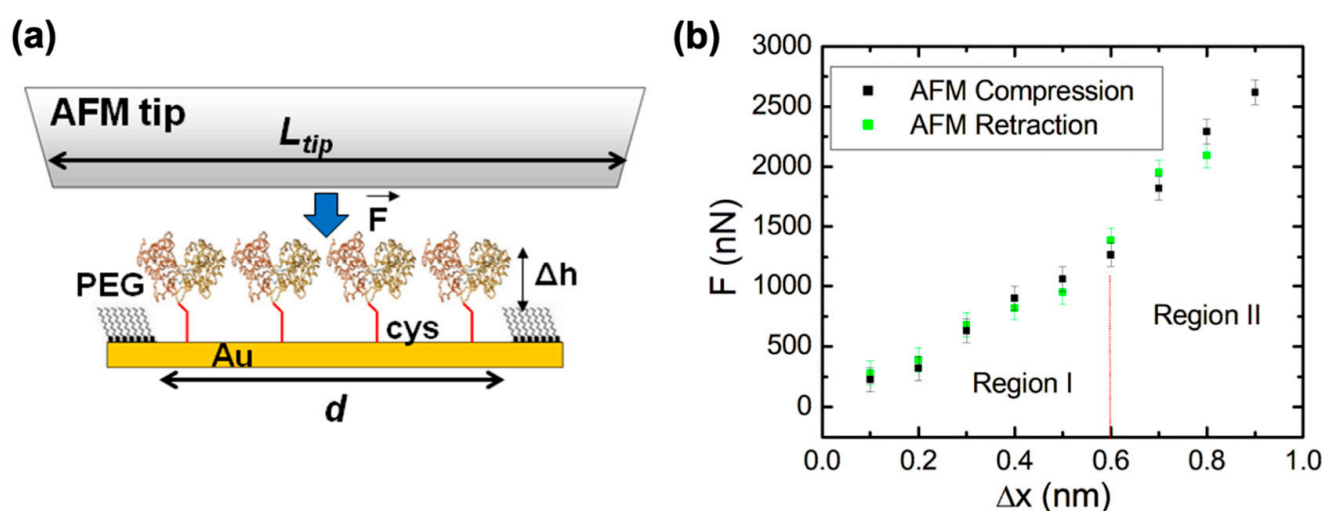 (a)
AFM tip
L_tip
F
PEG
Δh
cys
Au
d
(b)
3000
2500
2000
1500
1000
500
0
F (nN)
AFM Compression
AFM Retraction
Region I
Region II
0.0 0.2 0.4 0.6 0.8 1.0
Δx (nm)